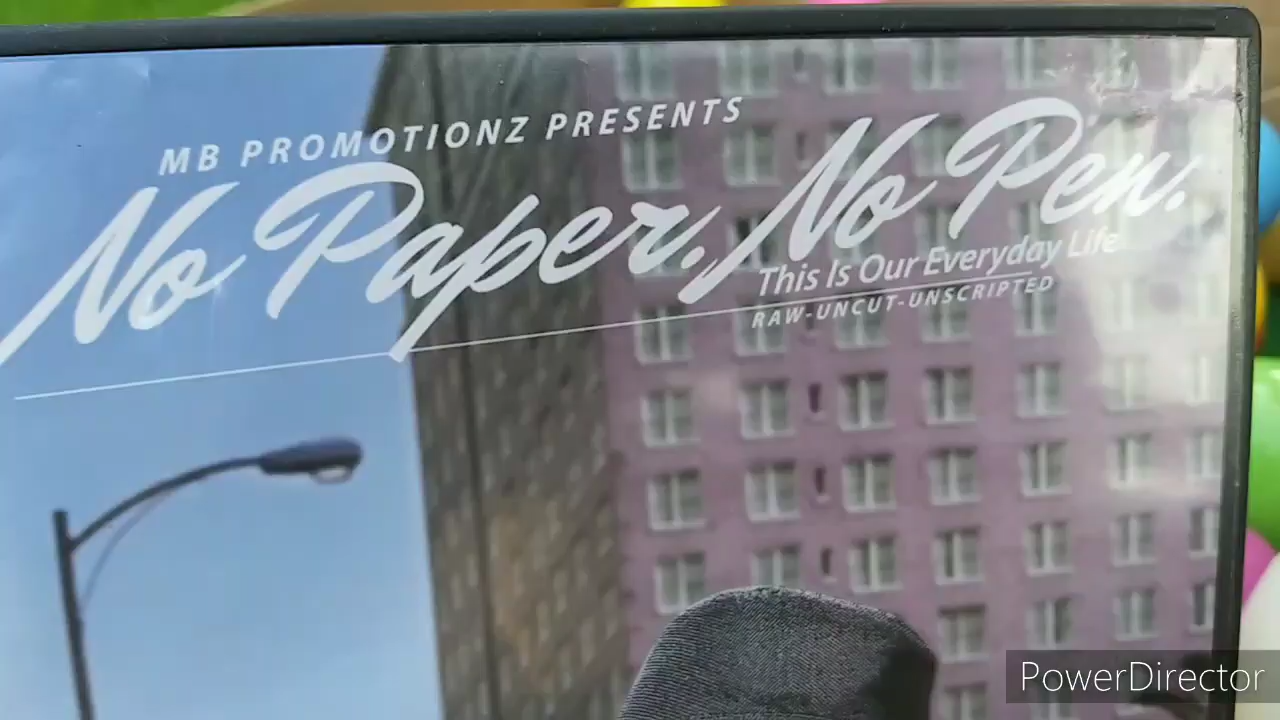 MB PROMOTIONZ PRESENTS
No Paper. No Pen.
This Is Our Everyday Life
RAW-UNCUT-UNSCRIPTED
PowerDirector